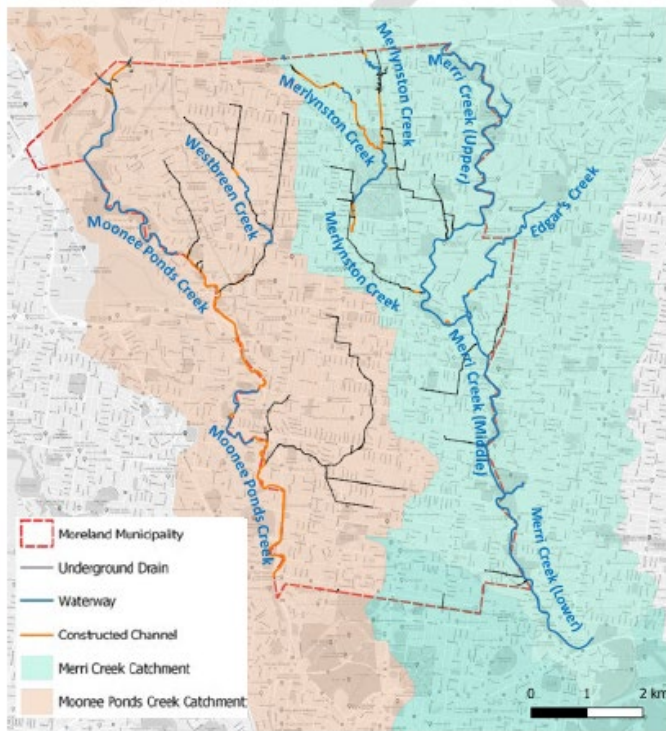 Merlynston Creek
Merri Creek (Upper)
Merlynston Creek
Westbreen Creek
Edgar's Creek
Moonee Ponds Creek
Merlynston Creek
Merri Creek (Middle)
Moonee Ponds Creek
Merri Creek (Lower)
Moreland Municipality
Underground Drain
Waterway
Constructed Channel
Merri Creek Catchment
Moonee Ponds Creek Catchment
0 1 2 km